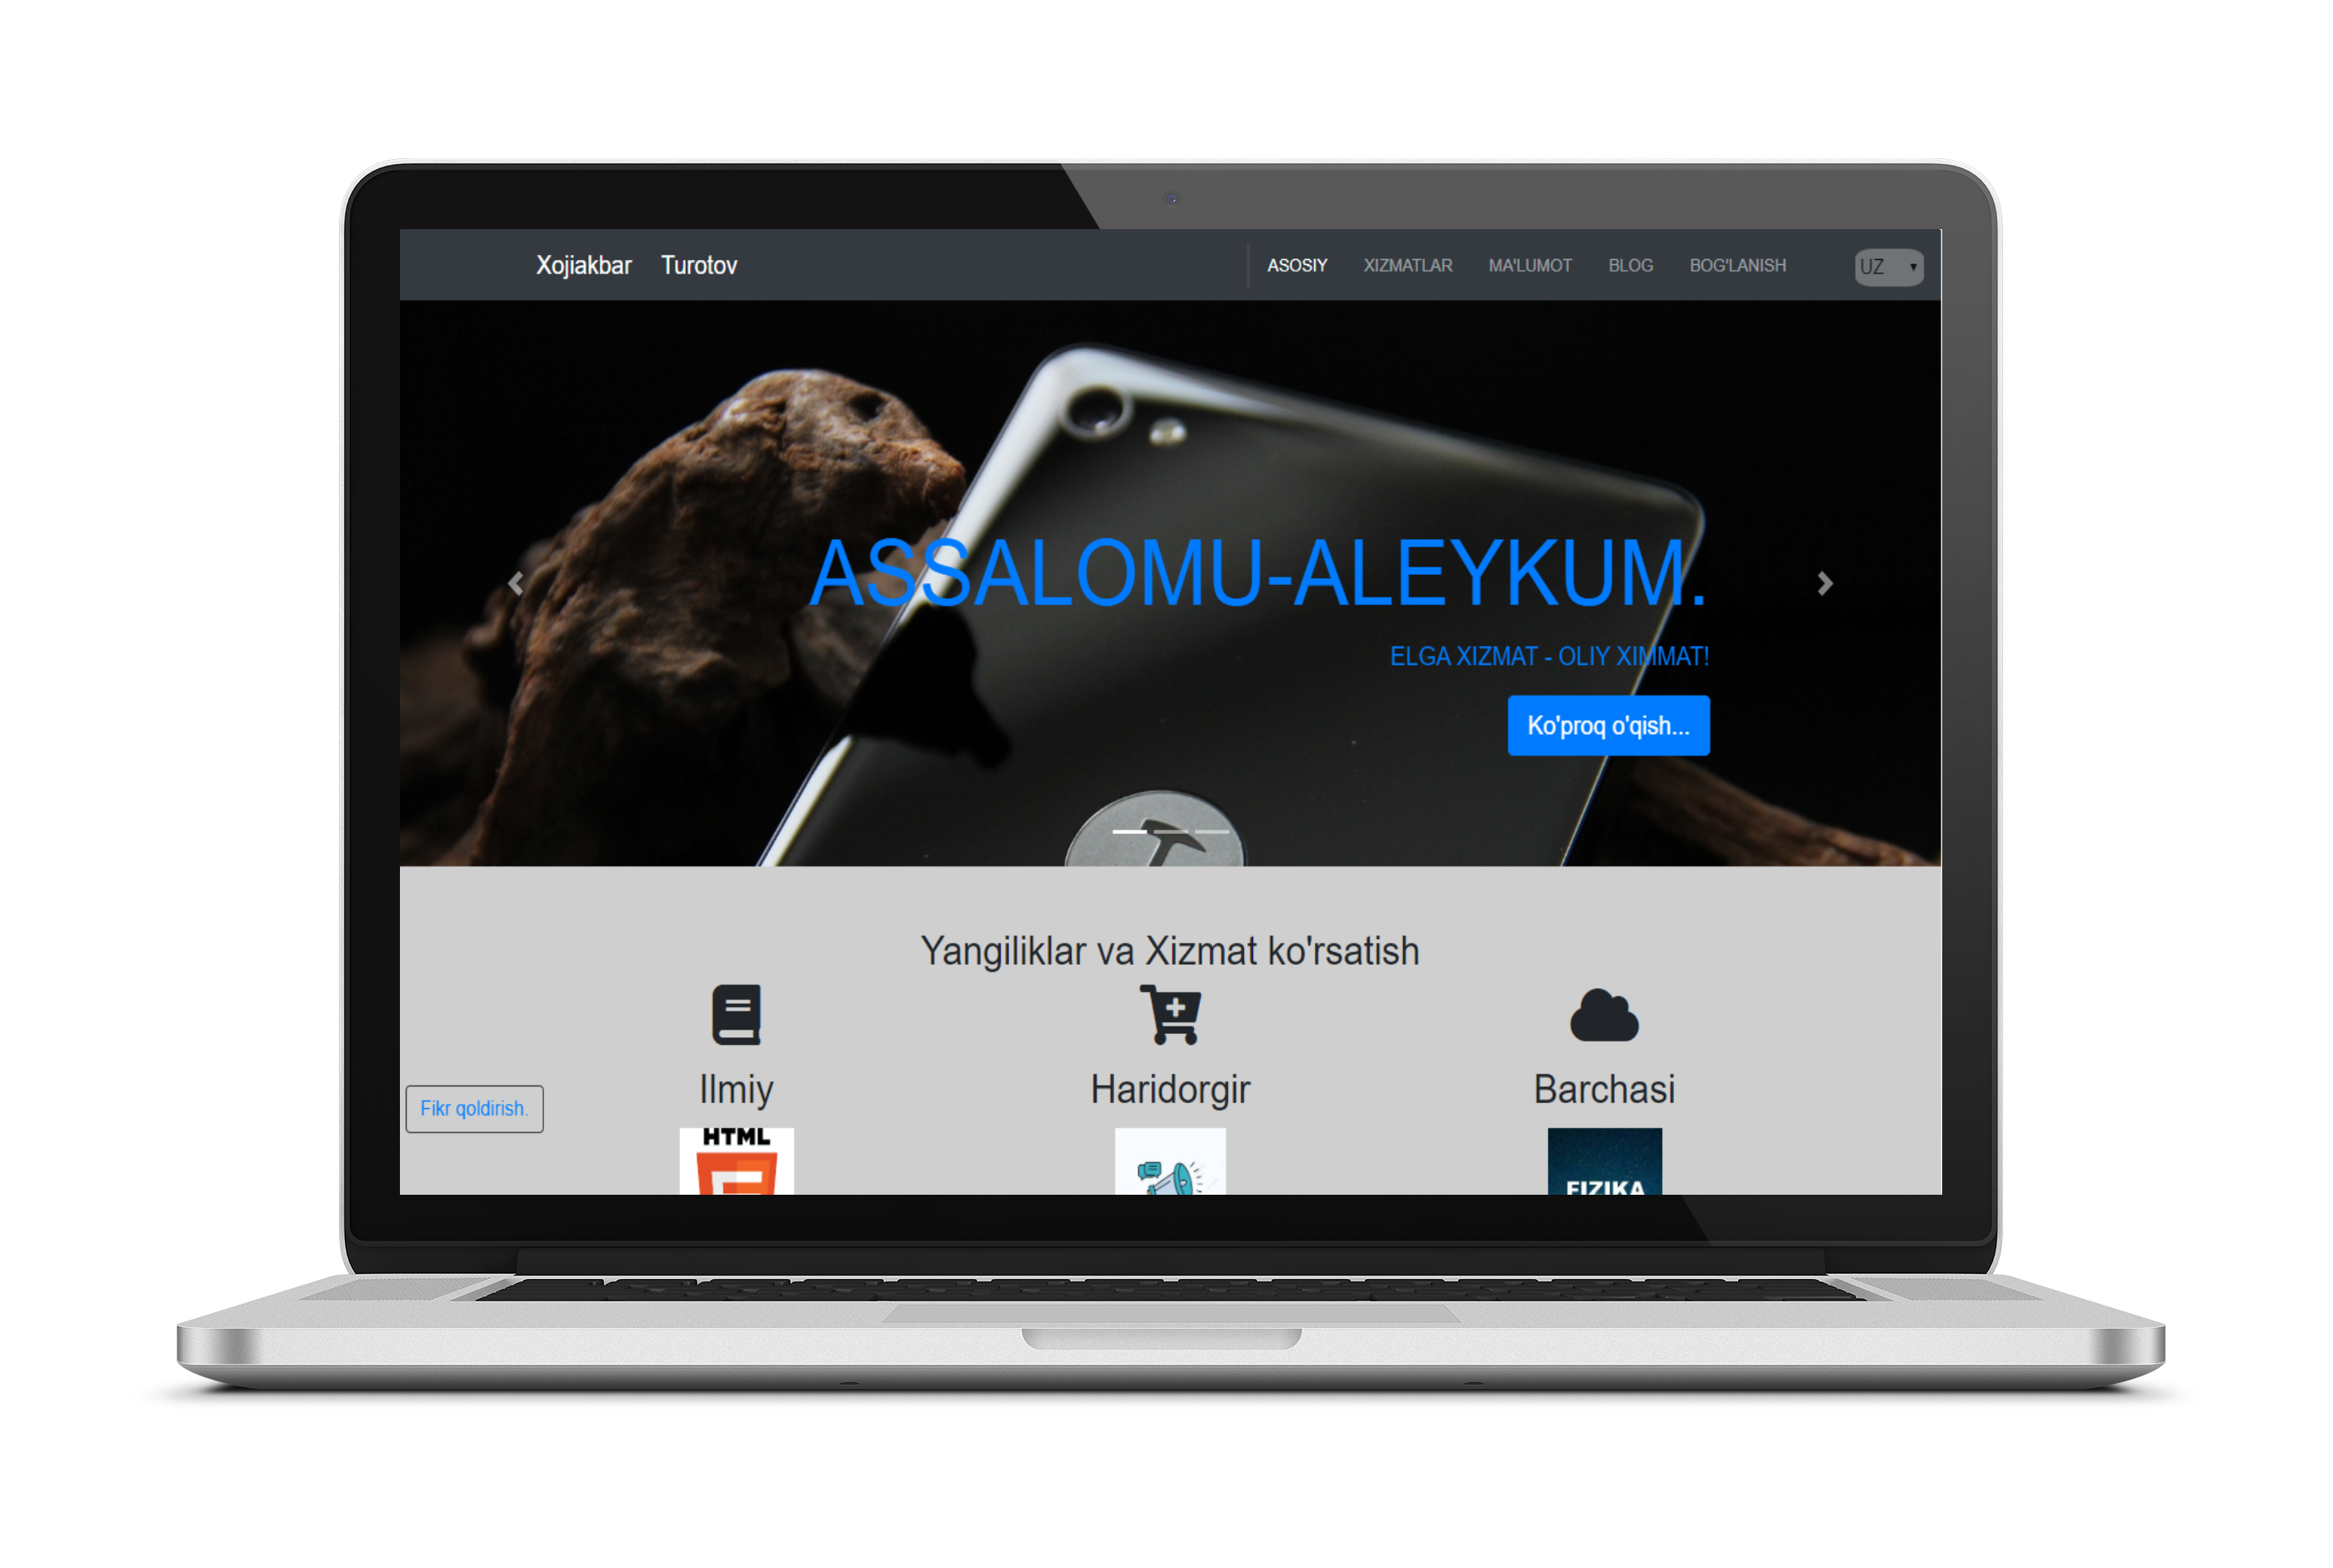 Xojiakbar Turotov
ASOSIY XIZMATLAR MA'LUMOT BLOG BOG'LANISH UZ
ASSALOMU-ALEYKUM.
ELGA XIZMAT - OLIY XIMMAT!
Ko'proq o'qish...
Yangiliklar va Xizmat ko'rsatish
Ilmiy Haridorgir Barchasi
Fikr qoldirish.
HTML
FIZIKA